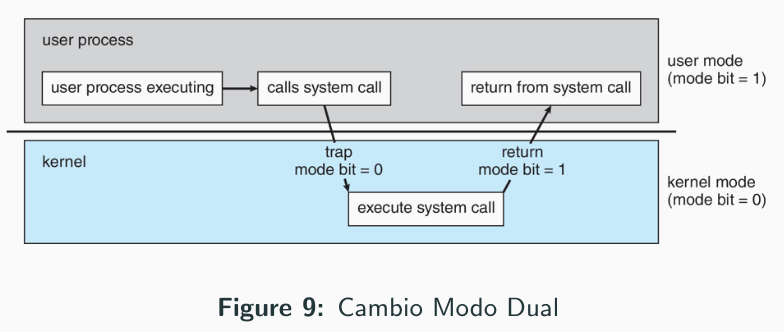 user process
user process executing
calls system call
return from system call
user mode
(mode bit = 1)
kernel
trap
mode bit = 0
return
mode bit = 1
execute system call
kernel mode
(mode bit = 0)
Figure 9: Cambio Modo Dual